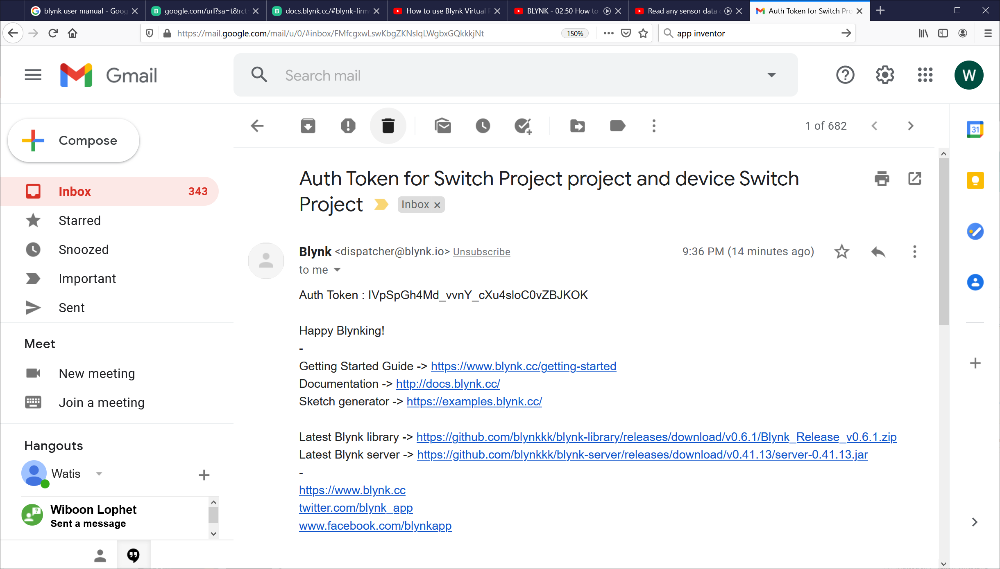 blynk user manual - Goog
google.com/url?sa=t&rct=
docs.blynk.cc/#blynk-firm
How to use Blynk Virtual
BLYNK - 02.50 How to
Read any sensor data
Auth Token for Switch Pro
https://mail.google.com/mail/u/0/#inbox/FMfcgxwLswKbgZKNslqLWgbxGQkkkjNt
150%
app inventor
Gmail
Search mail
W
Compose
1 of 682
31
Inbox 343
Starred
Snoozed
Important
Sent
Meet
New meeting
Join a meeting
Hangouts
Watis
Wiboon Lophet
Sent a message
Auth Token for Switch Project project and device Switch
Project Inbox ×
Blynk <dispatcher@blynk.io> Unsubscribe 9:36 PM (14 minutes ago)
to me
Auth Token : IVpSpGh4Md_vvnY_cXu4sloC0vZBJKOK
Happy Blynking!
-
Getting Started Guide -> https://www.blynk.cc/getting-started
Documentation -> http://docs.blynk.cc/
Sketch generator -> https://examples.blynk.cc/
Latest Blynk library -> https://github.com/blynkkk/blynk-library/releases/download/v0.6.1/Blynk_Release_v0.6.1.zip
Latest Blynk server -> https://github.com/blynkkk/blynk-server/releases/download/v0.41.13/server-0.41.13.jar
-
https://www.blynk.cc
twitter.com/blynk_app
www.facebook.com/blynkapp